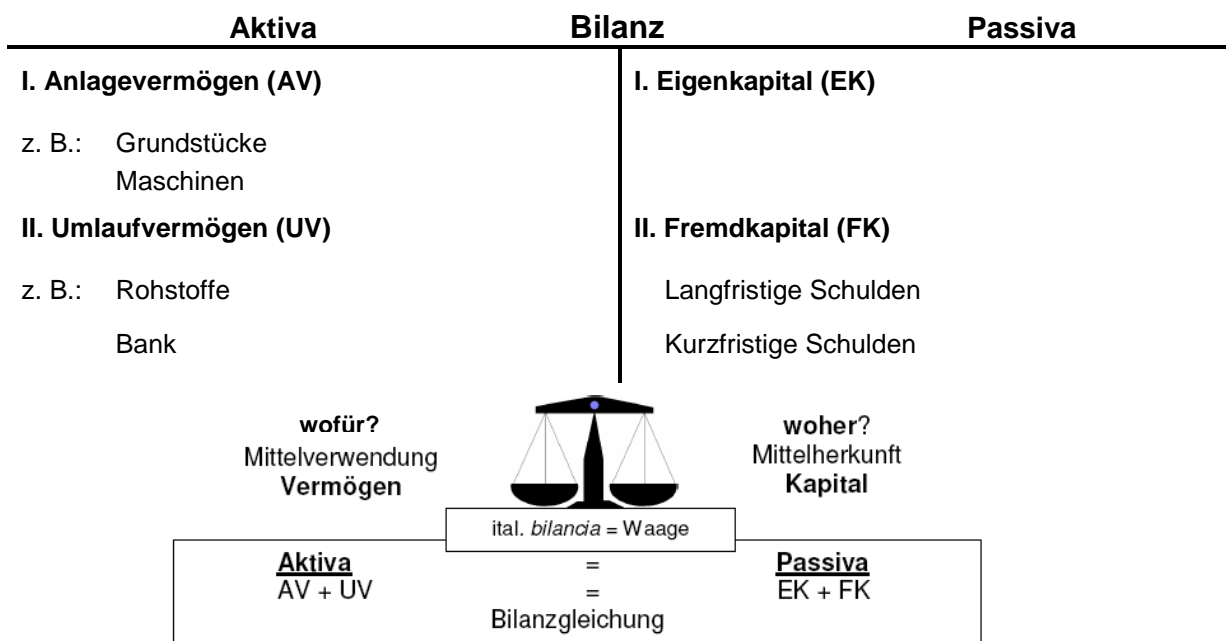 Aktiva Bilanz Passiva
I. Anlagevermögen (AV) I. Eigenkapital (EK)
z. B.: Grundstücke
Maschinen
II. Umlaufvermögen (UV) II. Fremdkapital (FK)
z. B.: Rohstoffe Langfristige Schulden
Bank Kurzfristige Schulden
wofür? woher?
Mittelverwendung Mittelherkunft
Vermögen Kapital
ital. bilancia = Waage
Aktiva = Passiva
AV + UV = EK + FK
Bilanzgleichung